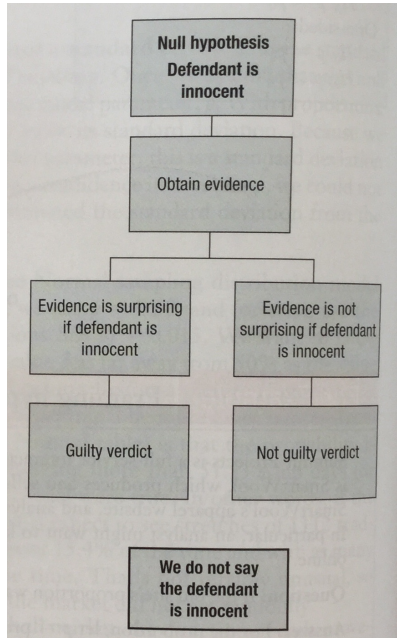 Null hypothesis
Defendant is
innocent
Obtain evidence
Evidence is surprising
if defendant is
innocent
Evidence is not
surprising if defendant
is innocent
Guilty verdict
Not guilty verdict
We do not say
the defendant
is innocent